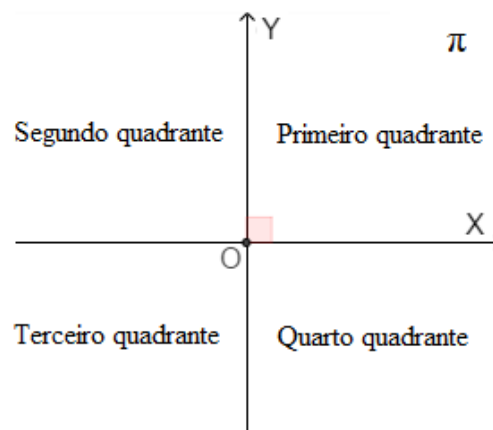 Y
π
Segundo quadrante
Primeiro quadrante
X
O
Terceiro quadrante
Quarto quadrante